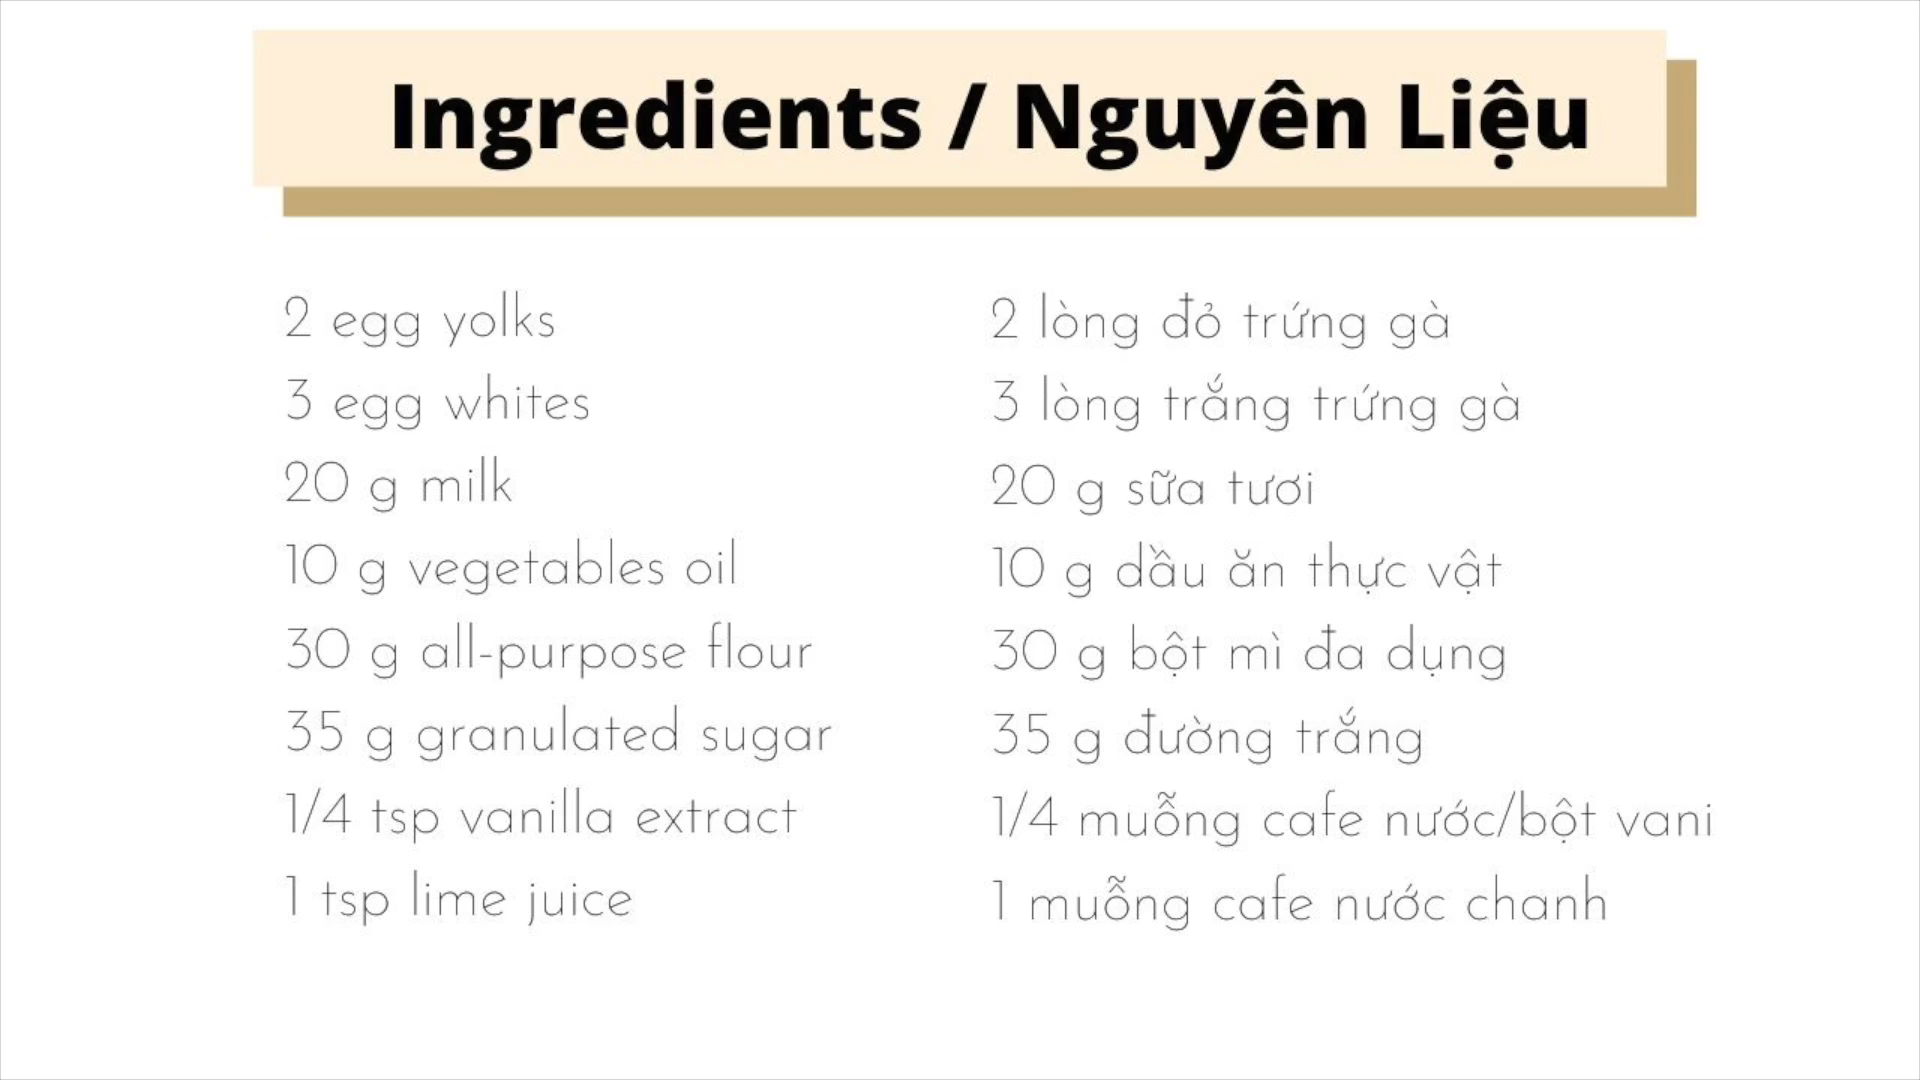 Ingredients / Nguyên Liệu
2 egg yolks
3 egg whites
20 g milk
10 g vegetables oil
30 g all-purpose flour
35 g granulated sugar
1/4 tsp vanilla extract
1 tsp lime juice
2 lòng đỏ trứng gà
3 lòng trắng trứng gà
20 g sữa tươi
10 g dầu ăn thực vật
30 g bột mì đa dụng
35 g đường trắng
1/4 muỗng cafe nước/bột vani
1 muỗng cafe nước chanh